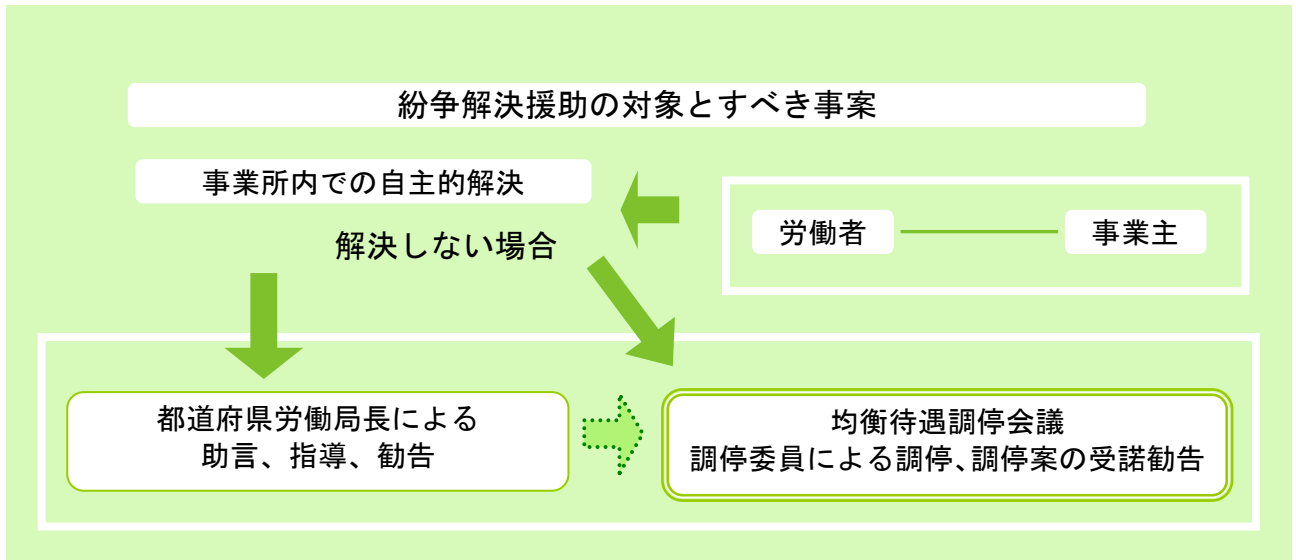 紛争解決援助の対象とすべき事案
事業所内での自主的解決
労働者
事業主
解決しない場合
都道府県労働局長による
助言、指導、勧告
均衡待遇調停会議
調停委員による調停、調停案の受諾勧告